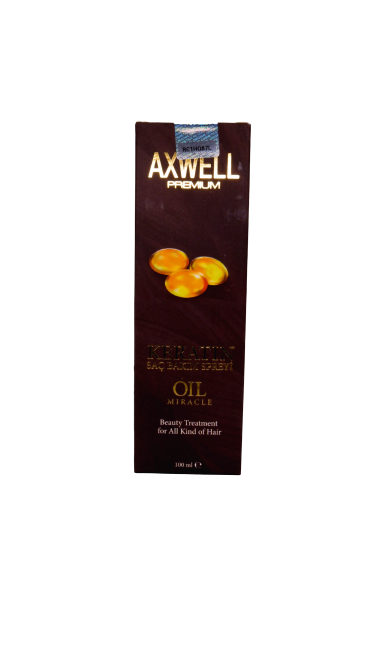 AXWELL
PREMIUM
KERATIN
SAÇ BAKIM SPREYİ
OIL
MIRACLE
Beauty Treatment
for All Kind of Hair
100 ml ℮